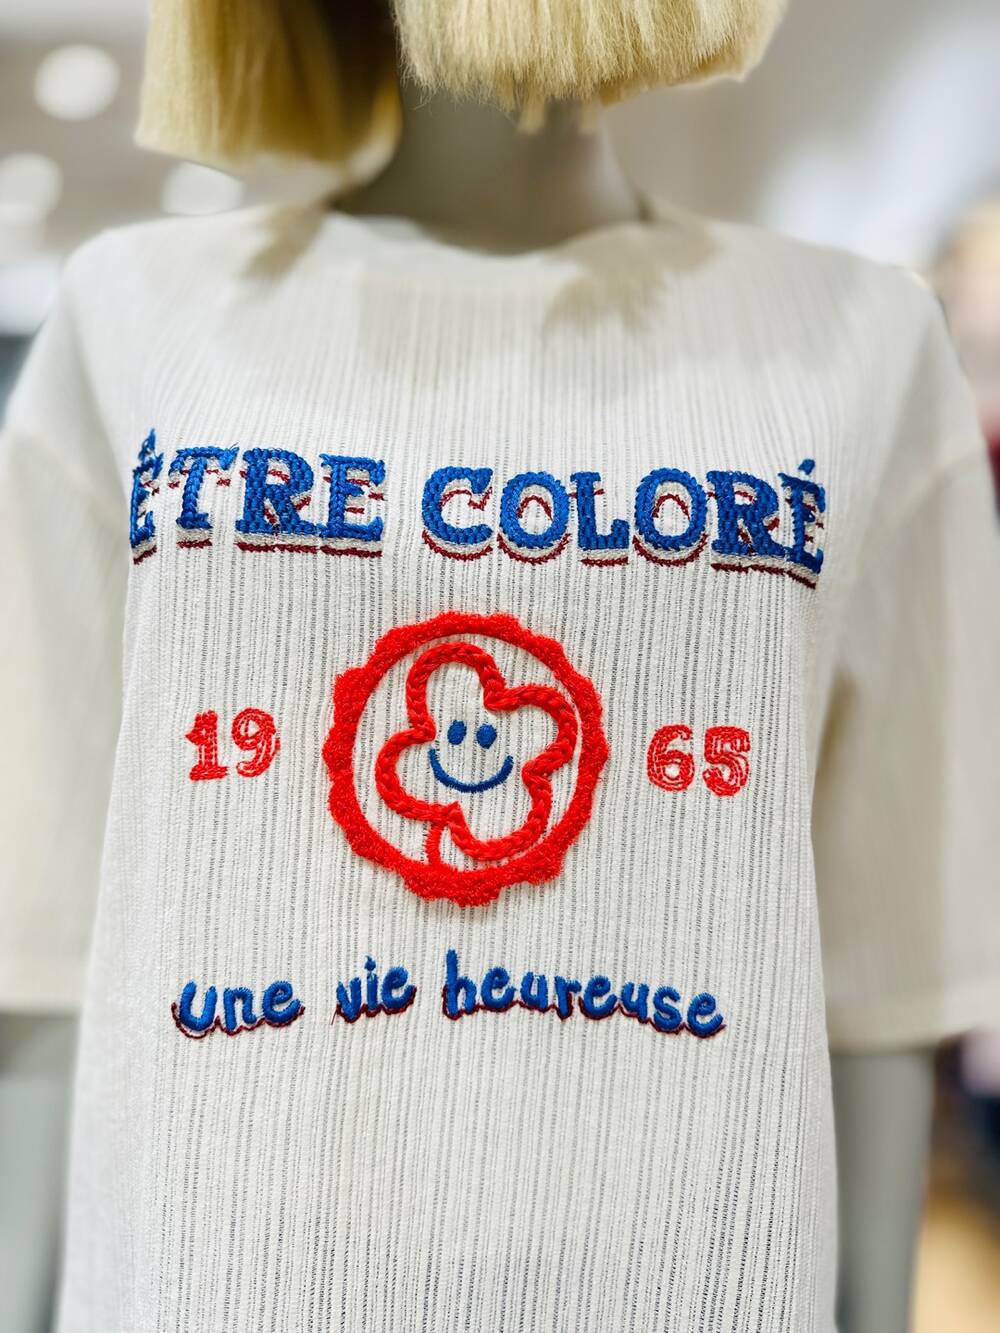 ÊTRE COLORÉ
19 65
une vie heureuse